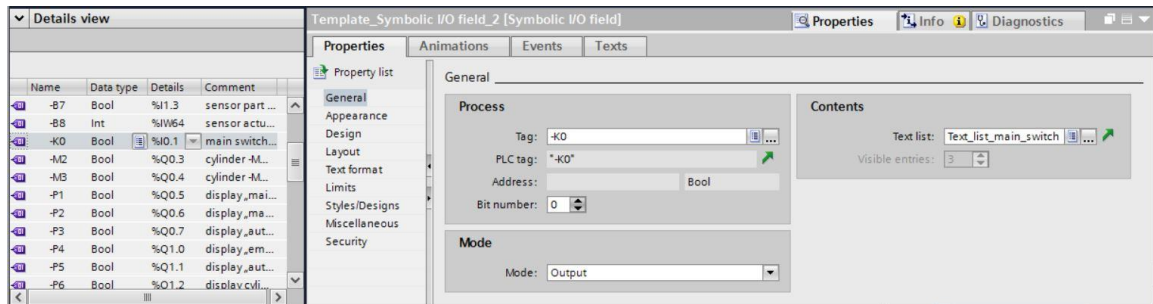 Details view
Name Data type Details Comment
-B7 Bool %I1.3 sensor part ...
-B8 Int %IW64 sensor actu...
-K0 Bool %I0.1 main switch...
-M2 Bool %Q0.3 cylinder -M...
-M3 Bool %Q0.4 cylinder -M...
-P1 Bool %Q0.5 display„mai...
-P2 Bool %Q0.6 display„ma...
-P3 Bool %Q0.7 display„aut...
-P4 Bool %Q1.0 display„em...
-P5 Bool %Q1.1 display„aut...
-P6 Bool %Q1.2 display cyli...
Template_Symbolic I/O field_2 [Symbolic I/O field]
Properties Info Diagnostics
Properties Animations Events Texts
Property list
General
Appearance
Design
Layout
Text format
Limits
Styles/Designs
Miscellaneous
Security
General
Process
Tag: -K0 ...
PLC tag: "-K0"
Address: Bool
Bit number: 0
Mode
Mode: Output
Contents
Text list: Text_list_main_switch ...
Visible entries: 3